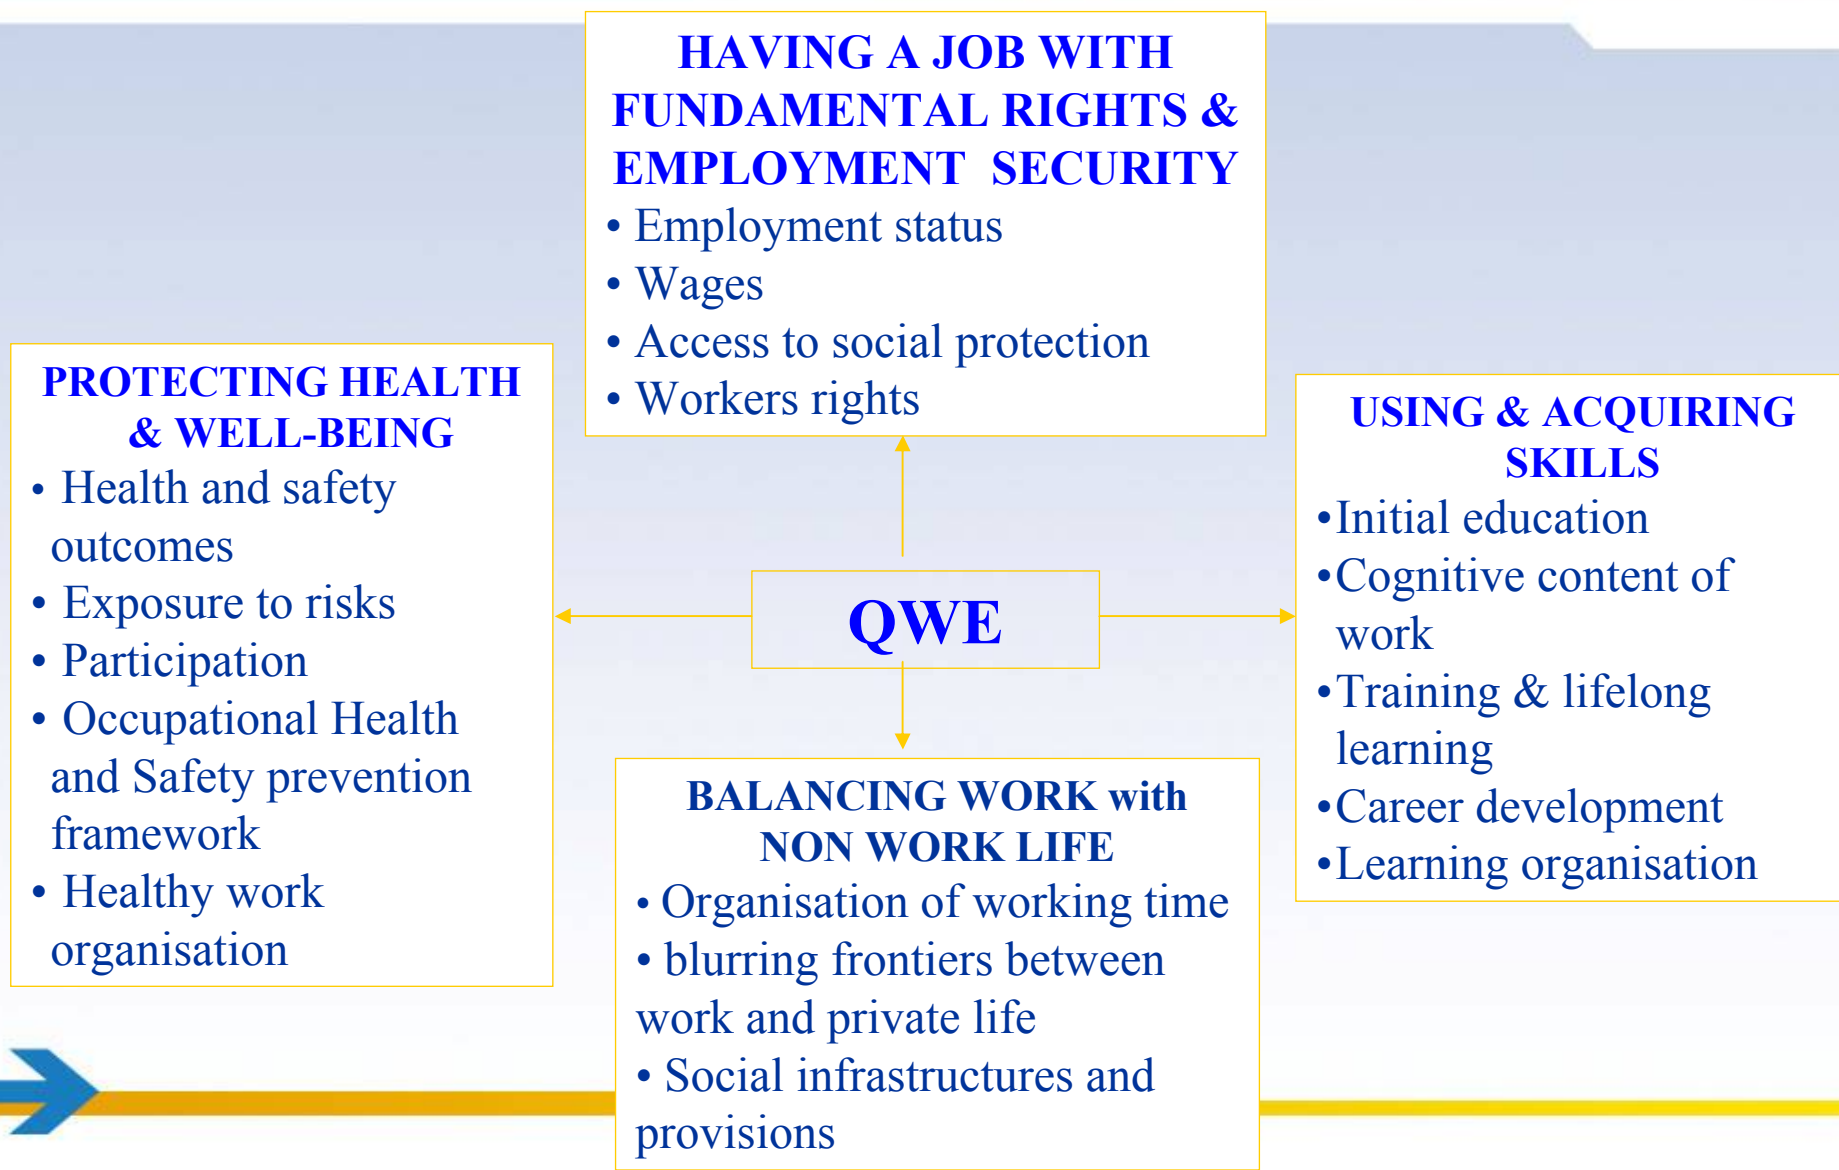 HAVING A JOB WITH
FUNDAMENTAL RIGHTS &
EMPLOYMENT SECURITY
• Employment status
• Wages
• Access to social protection
• Workers rights
PROTECTING HEALTH
& WELL-BEING
• Health and safety
outcomes
• Exposure to risks
• Participation
• Occupational Health
and Safety prevention
framework
• Healthy work
organisation
QWE
USING & ACQUIRING
SKILLS
•Initial education
•Cognitive content of
work
•Training & lifelong
learning
•Career development
•Learning organisation
BALANCING WORK with
NON WORK LIFE
• Organisation of working time
• blurring frontiers between
work and private life
• Social infrastructures and
provisions